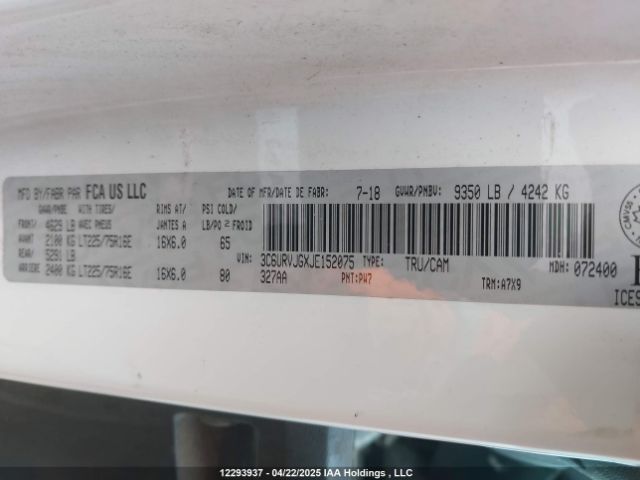 MFD BY/FABR PAR FCA US LLC
DATE OF MFR/DATE DE FABR: 7-18 GVWR/PNBV: 9350 LB / 4242 KG
GAWR/PNBE WITH TIRES/ RIMS AT/ PSI COLD/
FRONT/ 4629 LB AVEC PNEUS JANTES A LB/PO² FROID
AVANT 2100 KG LT225/75R16E 16X6.0 65
REAR/ 5291 LB
ARRIERE 2400 KG LT225/75R16E 16X6.0 80
VIN: 3C6URVJGXJE152075 TYPE: TRU/CAM MDH: 072400
327AA PNT:PW7 TRM:A7X9
CMVSS
ICES
12293937 - 04/22/2025 IAA Holdings , LLC